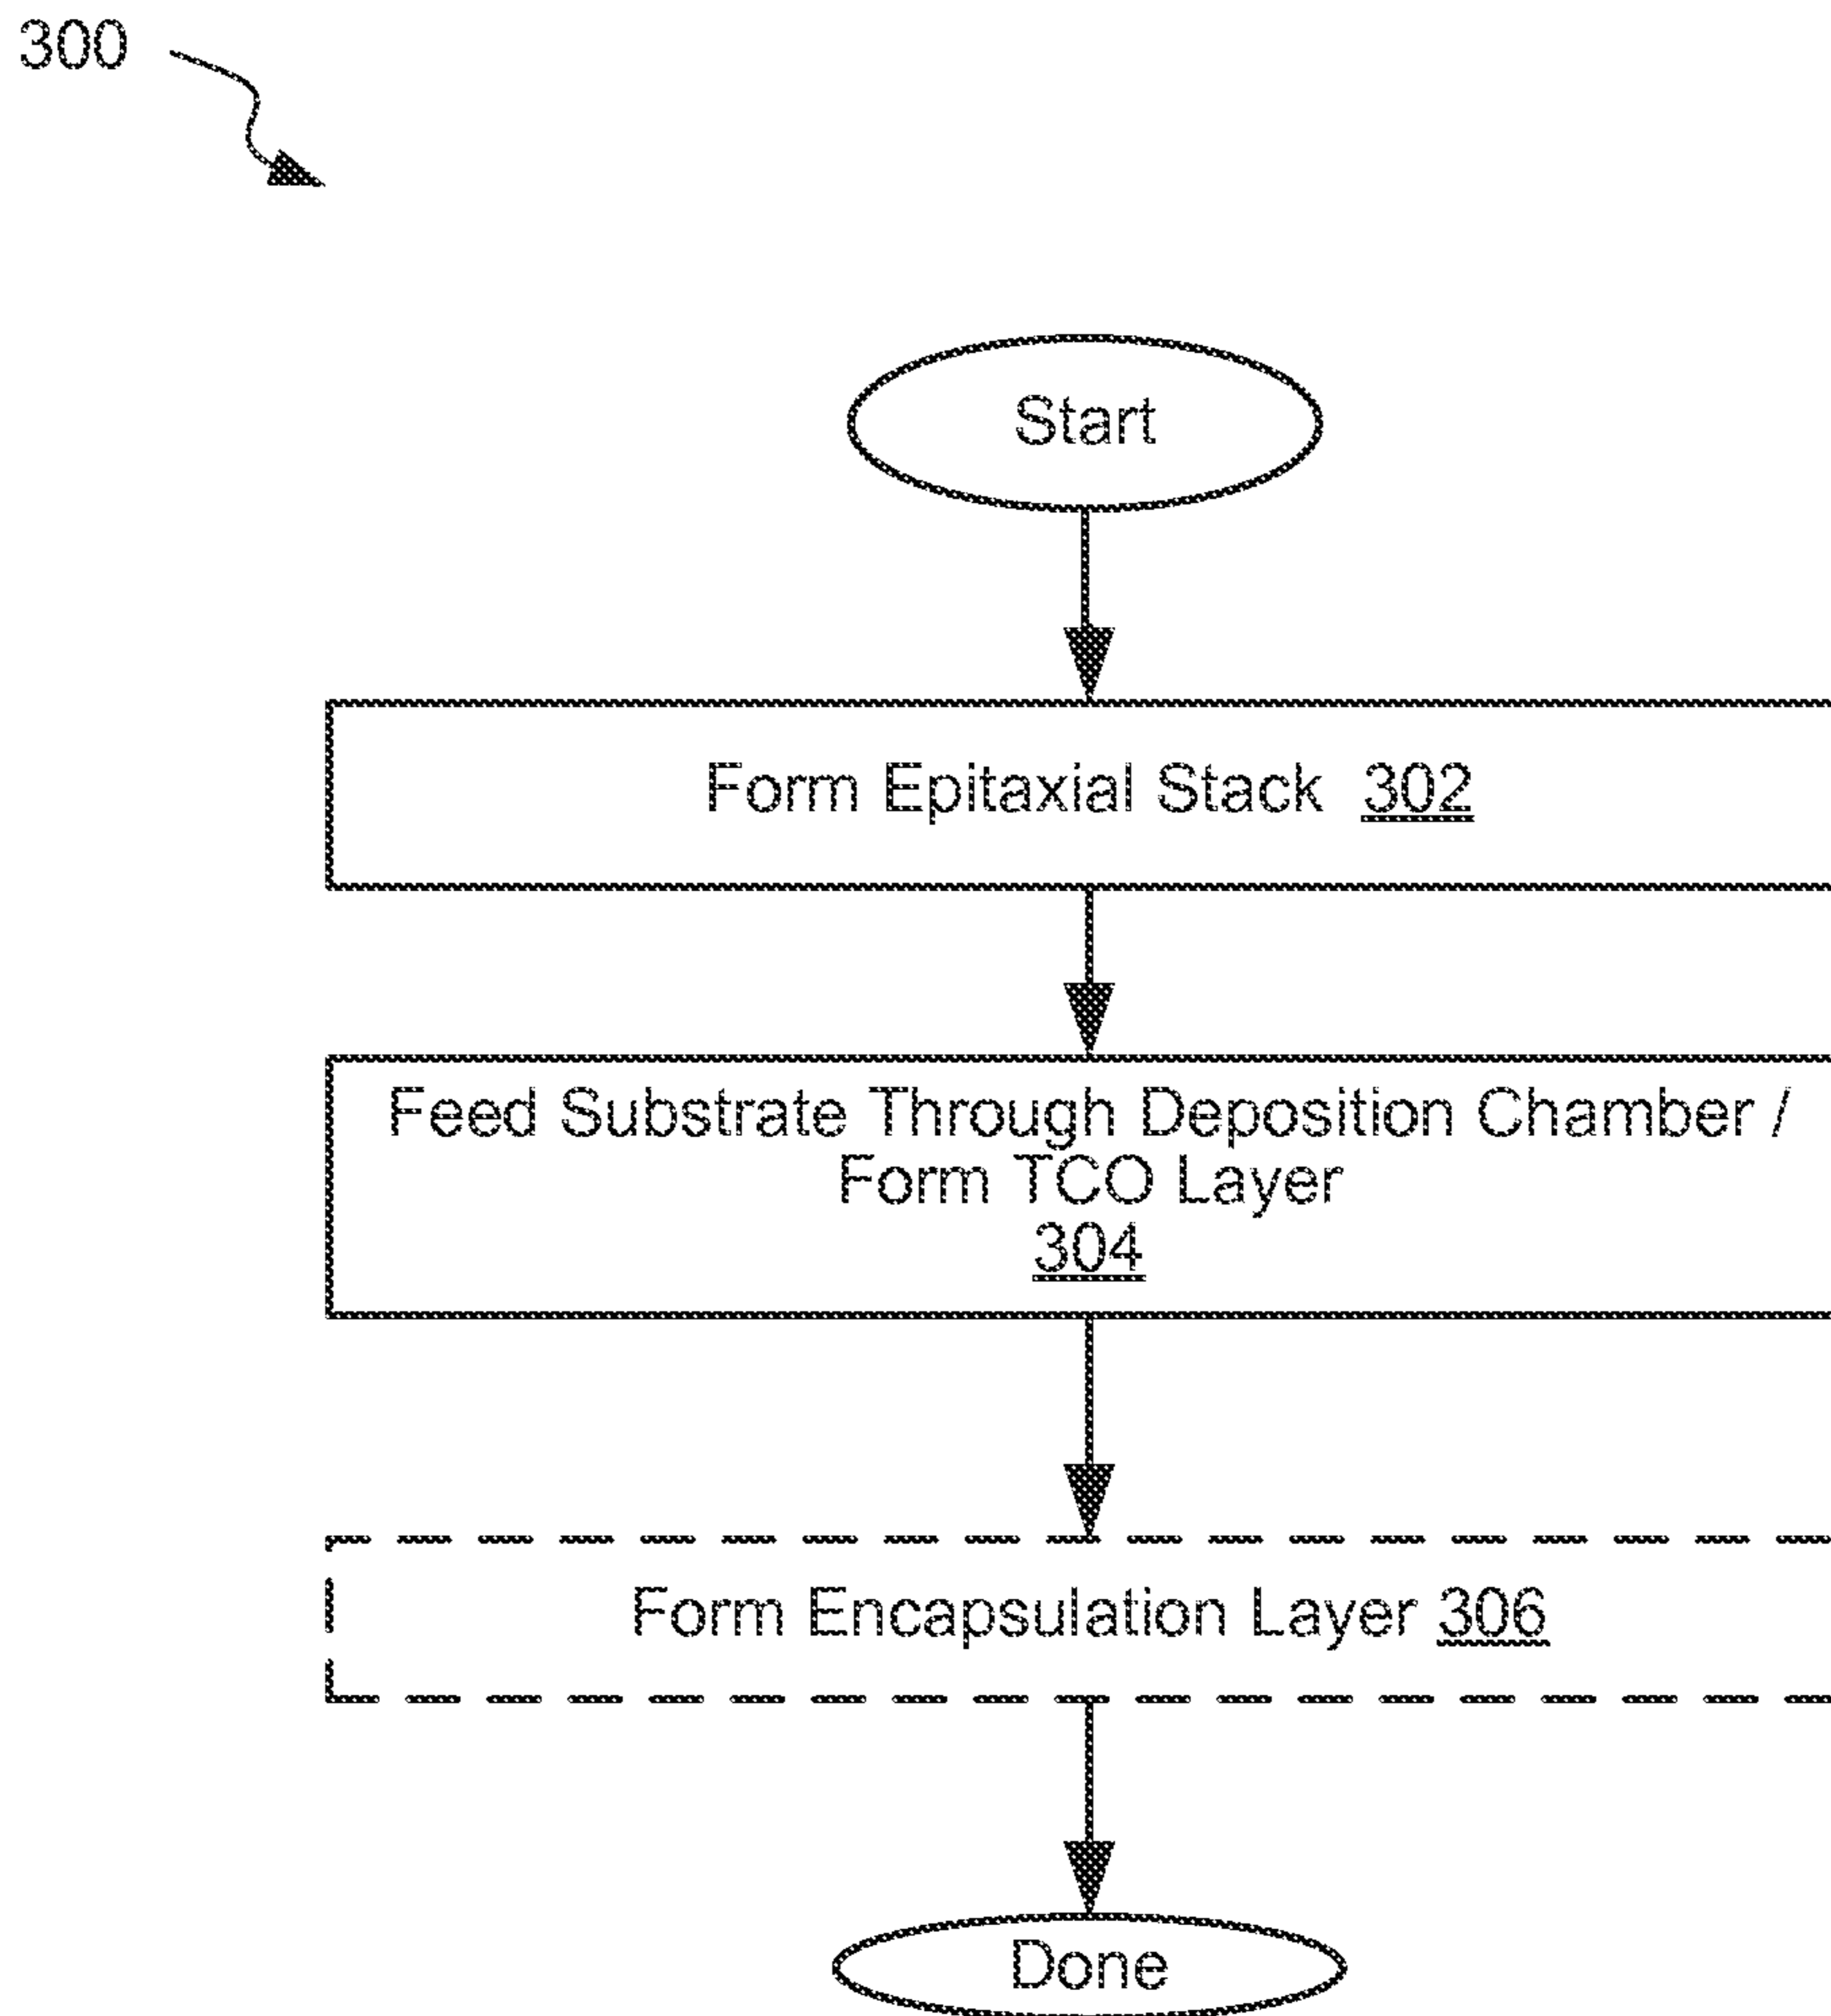 300
Start
Form Epitaxial Stack 302
Feed Substrate Through Deposition Chamber /
Form TCO Layer
304
Form Encapsulation Layer 306
Done